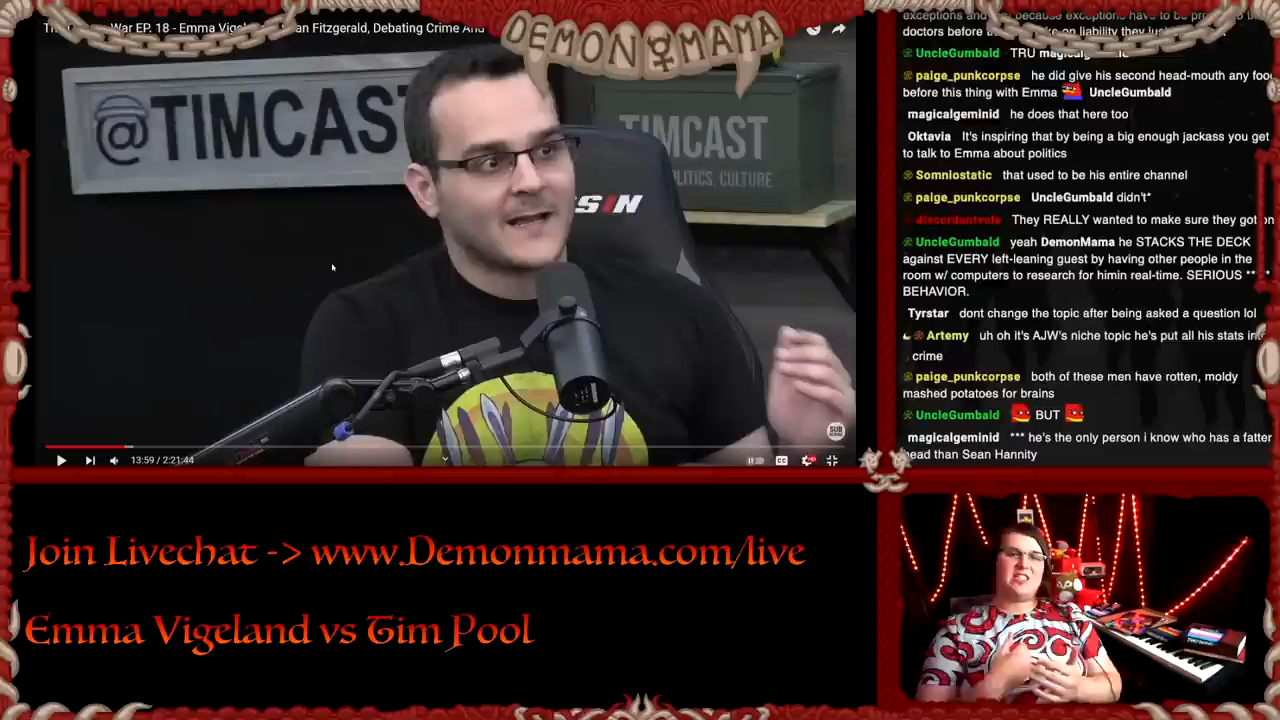 War EP. 18 - Emma
an Fitzgerald, Debating Crime And
DEMON MAMA
@TIMCAST
TIMCAST
POLITICS, CULTURE
SUB
13:59 / 2:21:44
exceptions and because exceptions have to be
doctors before on liability they
UncleGumbald TRU
paige_punkcorpse he did give his second head-mouth any
before this thing with Emma UncleGumbald
magicalgeminid he does that here too
Oktavia It's inspiring that by being a big enough jackass you get
to talk to Emma about politics
Somniostatic that used to be his entire channel
paige_punkcorpse UncleGumbald didn't*
They REALLY wanted to make sure they got on
UncleGumbald yeah DemonMama he STACKS THE DECK
against EVERY left-leaning guest by having other people in the
room w/ computers to research for himin real-time. SERIOUS ****
BEHAVIOR.
Tyrstar dont change the topic after being asked a question lol
Artemy uh oh it's AJW's niche topic he's put all his stats
crime
paige_punkcorpse both of these men have rotten, moldy
mashed potatoes for brains
UncleGumbald BUT
magicalgeminid *** he's the only person i know who has a fatter
head than Sean Hannity
Join Livechat -> www.Demonmama.com/live
Emma Vigeland vs Tim Pool